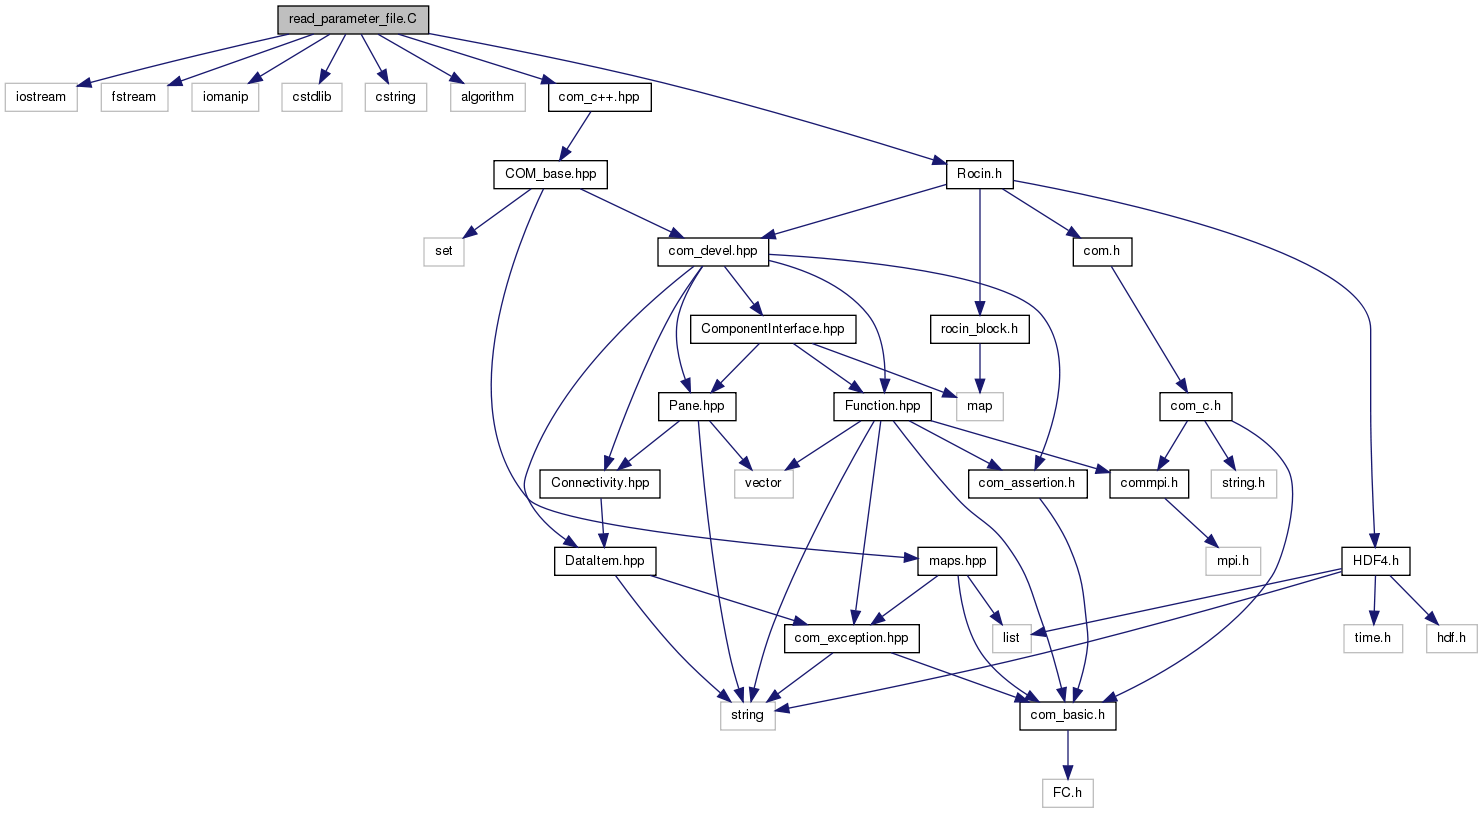 read_parameter_file.C
iostream
fstream
iomanip
cstdlib
cstring
algorithm
com_c++.hpp
COM_base.hpp
Rocin.h
set
com_devel.hpp
com.h
ComponentInterface.hpp
rocin_block.h
Pane.hpp
Function.hpp
map
com_c.h
Connectivity.hpp
vector
com_assertion.h
commpi.h
string.h
DataItem.hpp
maps.hpp
mpi.h
HDF4.h
com_exception.hpp
list
time.h
hdf.h
string
com_basic.h
FC.h